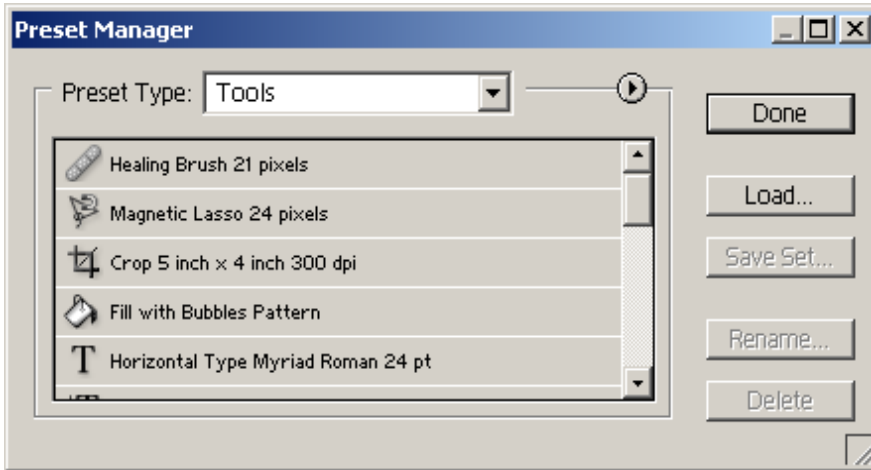 Preset Manager
Preset Type: Tools
Done
Healing Brush 21 pixels
Magnetic Lasso 24 pixels
Load...
Crop 5 inch x 4 inch 300 dpi
Save Set...
Fill with Bubbles Pattern
Rename...
Horizontal Type Myriad Roman 24 pt
Delete